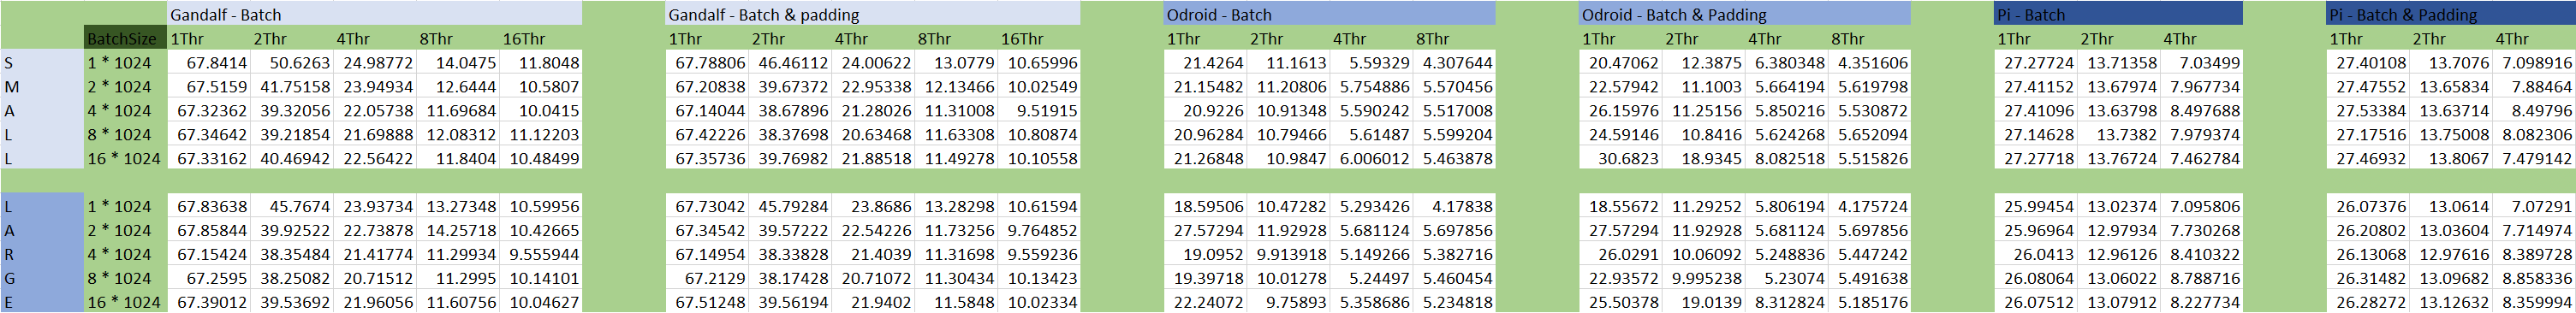 Gandalf - Batch Gandalf - Batch & padding Odroid - Batch Odroid - Batch & Padding Pi - Batch Pi - Batch & Padding
BatchSize 1Thr 2Thr 4Thr 8Thr 16Thr 1Thr 2Thr 4Thr 8Thr 16Thr 1Thr 2Thr 4Thr 8Thr 1Thr 2Thr 4Thr 8Thr 1Thr 2Thr 4Thr 1Thr 2Thr 4Thr
S 1 * 1024 67.8414 50.6263 24.98772 14.0475 11.8048 67.78806 46.46112 24.00622 13.0779 10.65996 21.4264 11.1613 5.59329 4.307644 20.47062 12.3875 6.380348 4.351606 27.27724 13.71358 7.03499 27.40108 13.7076 7.098916
M 2 * 1024 67.5159 41.75158 23.94934 12.6444 10.5807 67.20838 39.67372 22.95338 12.13466 10.02549 21.15482 11.20806 5.754886 5.570456 22.57942 11.1003 5.664194 5.619798 27.41152 13.67974 7.967734 27.47552 13.65834 7.88464
A 4 * 1024 67.32362 39.32056 22.05738 11.69684 10.0415 67.14044 38.67896 21.28026 11.31008 9.51915 20.9226 10.91348 5.590242 5.517008 26.15976 11.25156 5.850216 5.530872 27.41096 13.63798 8.497688 27.53384 13.63714 8.49796
L 8 * 1024 67.34642 39.21854 21.69888 12.08312 11.12203 67.42226 38.37698 20.63468 11.63308 10.80874 20.96284 10.79466 5.61487 5.599204 24.59146 10.8416 5.624268 5.652094 27.14628 13.7382 7.979374 27.17516 13.75008 8.082306
L 16 * 1024 67.33162 40.46942 22.56422 11.8404 10.48499 67.35736 39.76982 21.88518 11.49278 10.10558 21.26848 10.9847 6.006012 5.463878 30.6823 18.9345 8.082518 5.515826 27.27718 13.76724 7.462784 27.46932 13.8067 7.479142
L 1 * 1024 67.83638 45.7674 23.93734 13.27348 10.59956 67.73042 45.79284 23.8686 13.28298 10.61594 18.59506 10.47282 5.293426 4.17838 18.55672 11.29252 5.806194 4.175724 25.99454 13.02374 7.095806 26.07376 13.0614 7.07291
A 2 * 1024 67.85844 39.92522 22.73878 14.25718 10.42665 67.34542 39.57222 22.54226 11.73256 9.764852 27.57294 11.92928 5.681124 5.697856 27.57294 11.92928 5.681124 5.697856 25.96964 12.97934 7.730268 26.20802 13.03604 7.714974
R 4 * 1024 67.15424 38.35484 21.41774 11.29934 9.555944 67.14954 38.33828 21.4039 11.31698 9.559236 19.0952 9.913918 5.149266 5.382716 26.0291 10.06092 5.248836 5.447242 26.0413 12.96126 8.410322 26.13068 12.97616 8.389728
G 8 * 1024 67.2595 38.25082 20.71512 11.2995 10.14101 67.2129 38.17428 20.71072 11.30434 10.13423 19.39718 10.01278 5.24497 5.460454 22.93572 9.995238 5.23074 5.491638 26.08064 13.06022 8.788716 26.31482 13.09682 8.858336
E 16 * 1024 67.39012 39.53692 21.96056 11.60756 10.04627 67.51248 39.56194 21.9402 11.5848 10.02334 22.24072 9.75893 5.358686 5.234818 25.50378 19.0139 8.312824 5.185176 26.07512 13.07912 8.227734 26.28272 13.12632 8.359994